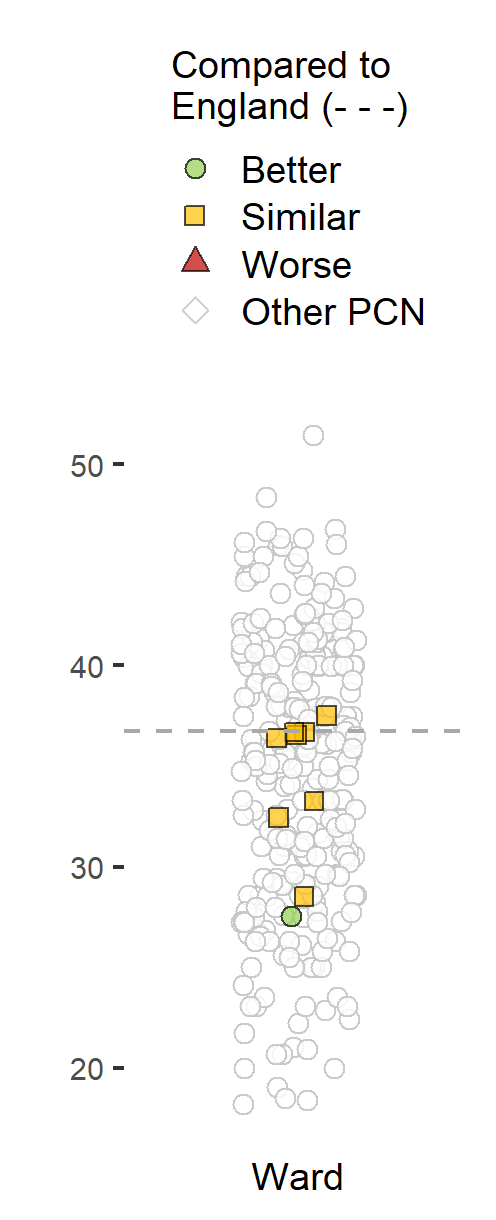 Compared to
England (- - -)
Better
Similar
Worse
Other PCN
50
40
30
20
Ward